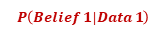 P(Belief 1|Data 1)